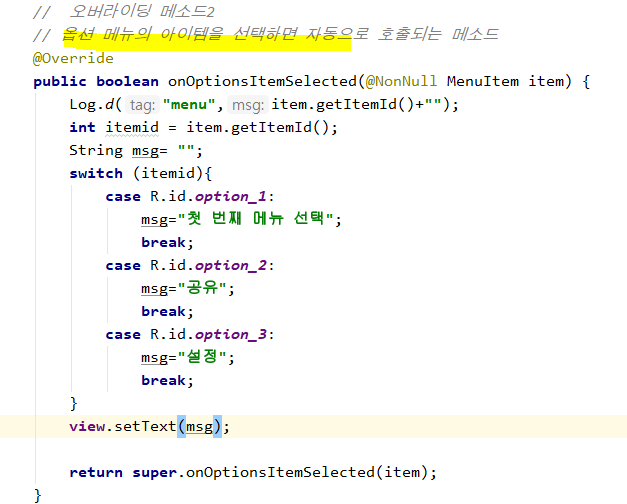 //  오버라이딩 메소드2
// 옵션 메뉴의 아이템을 선택하면 자동으로 호출되는 메소드
@Override
public boolean onOptionsItemSelected(@NonNull MenuItem item) {
Log.d( tag: "menu", msg: item.getItemId()+"");
int itemid = item.getItemId();
String msg= "";
switch (itemid){
case R.id.option_1:
msg="첫 번째 메뉴 선택";
break;
case R.id.option_2:
msg="공유";
break;
case R.id.option_3:
msg="설정";
break;
}
view.setText(msg);
return super.onOptionsItemSelected(item);
}